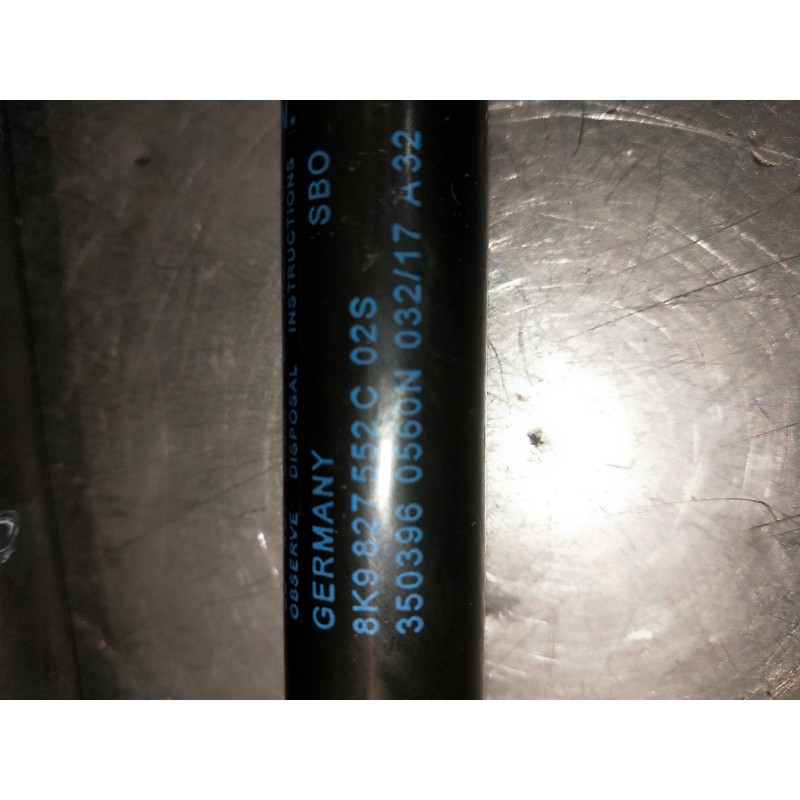 OBSERVE DISPOSAL INSTRUCTIONS !
GERMANY SBO
8K9 827 552 C 02S
350396 0560N 032/17 A 32